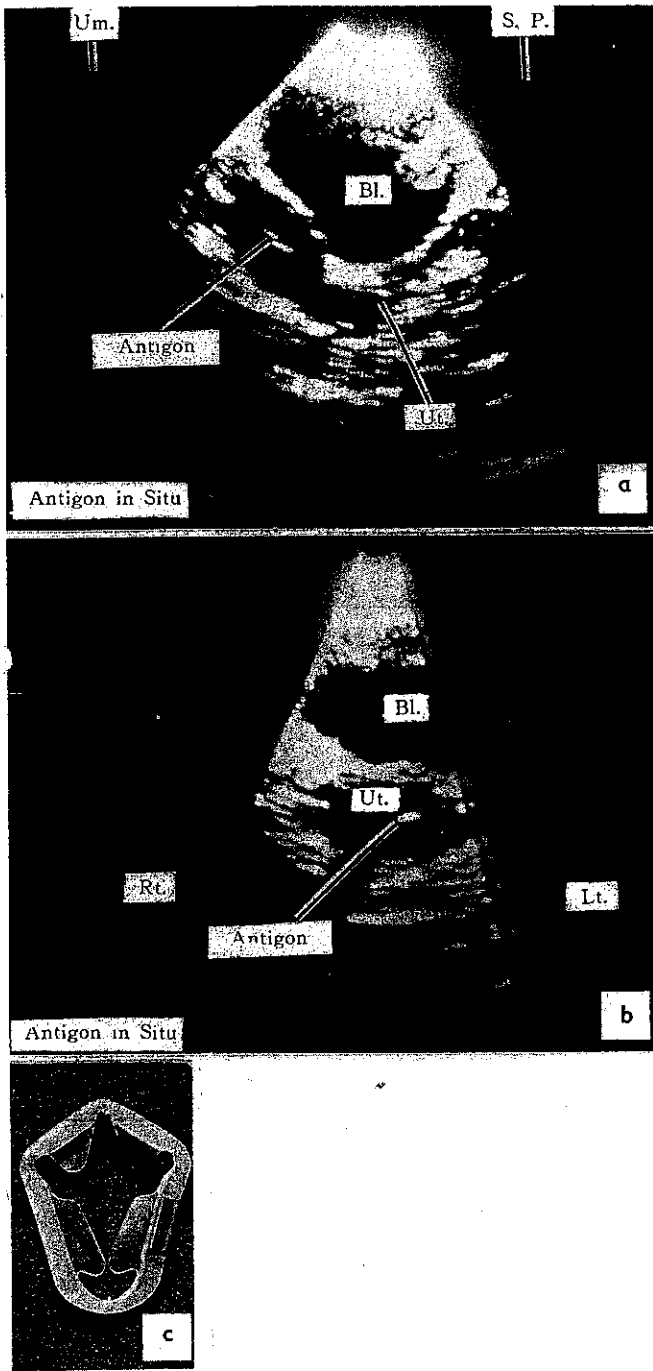 Um.
S. P.
Bl.
Antigon
Ut.
Antigon in Situ
a
Bl.
Ut.
Rt.
Lt.
Antigon
Antigon in Situ
b
c